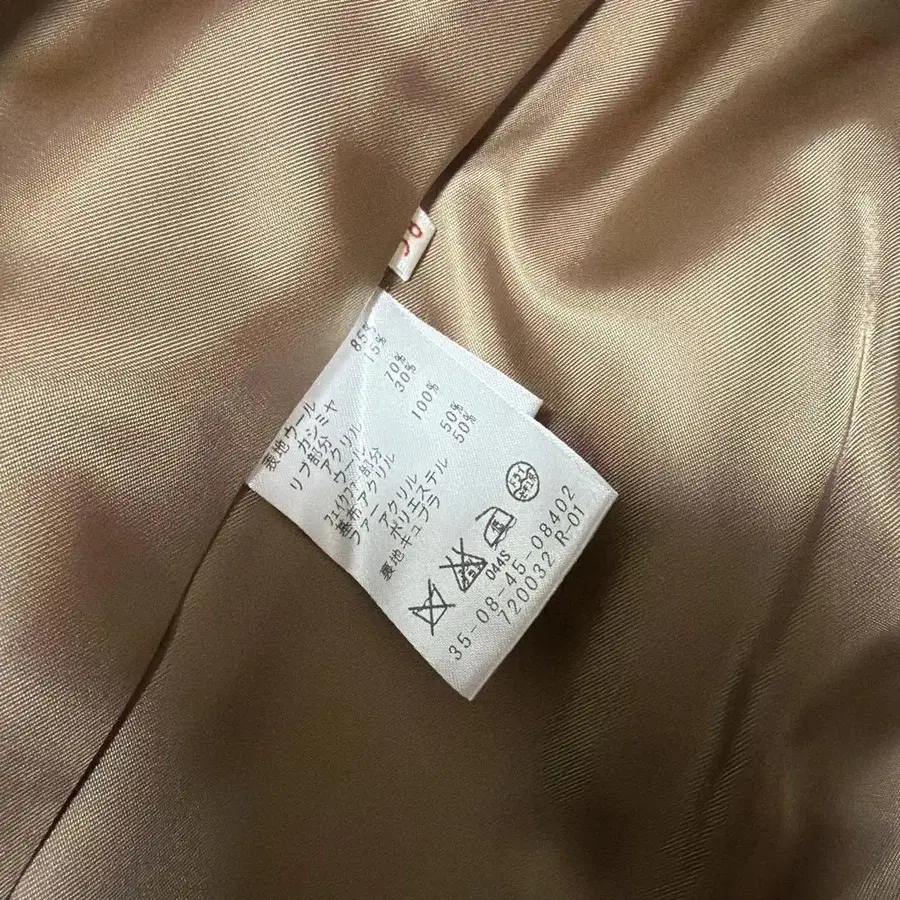 表地ウール 85%
カシミヤ 15%
リブ部分
アクリル 70%
ウール 30%
フェイクファー部分
基布アクリル 100%
ファー アクリル 50%
ポリエステル 50%
裏地キュプラ
044S
35-08-45-08402
720032 R-01